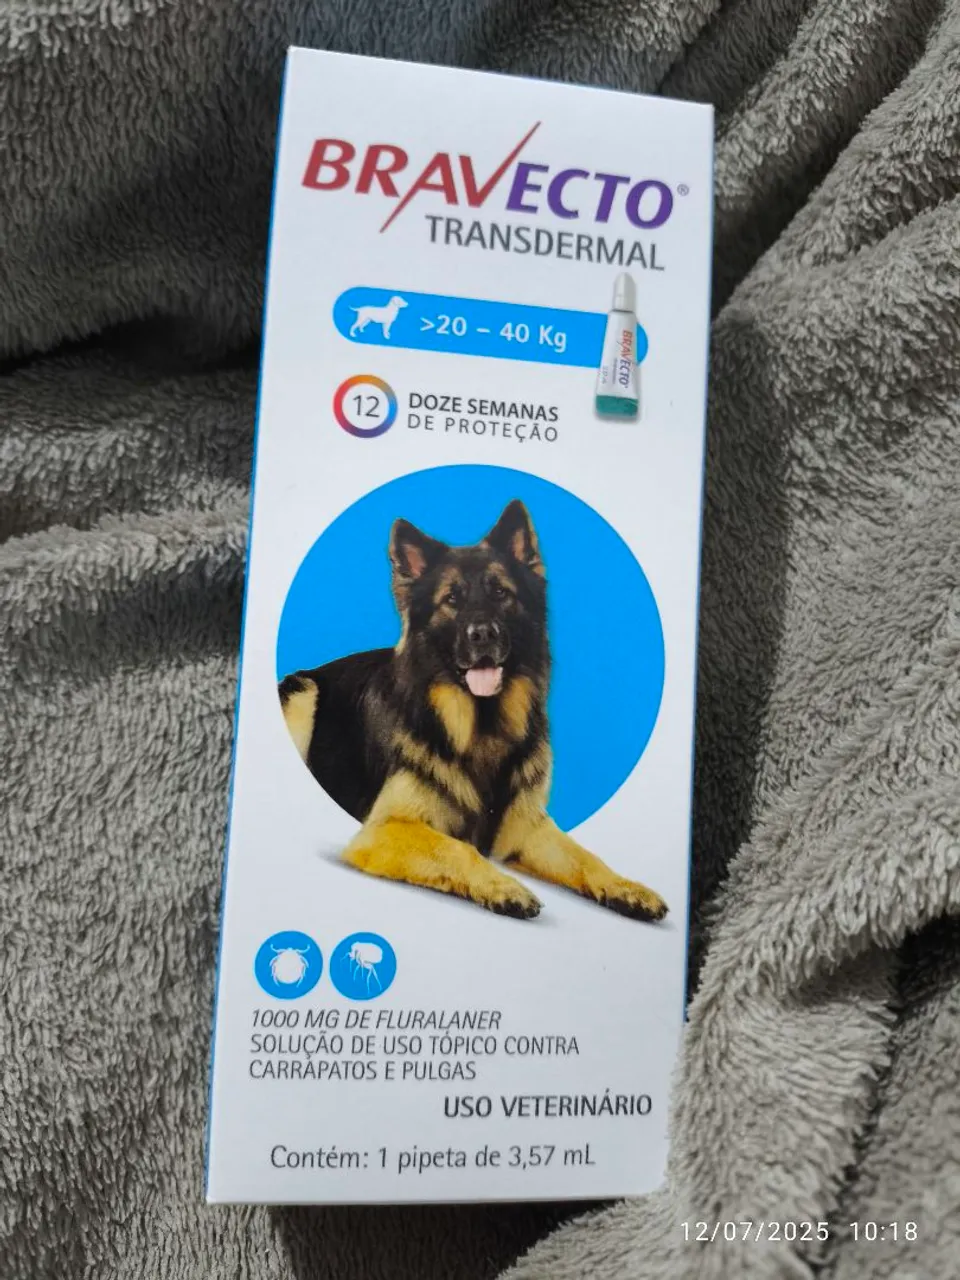 BRAVECTO®
TRANSDERMAL
>20 – 40 Kg
BRAVECTO
12
DOZE SEMANAS
DE PROTEÇÃO
1000 MG DE FLURALANER
SOLUÇÃO DE USO TÓPICO CONTRA
CARRAPATOS E PULGAS
USO VETERINÁRIO
Contém: 1 pipeta de 3,57 mL
12/07/2025 10:18